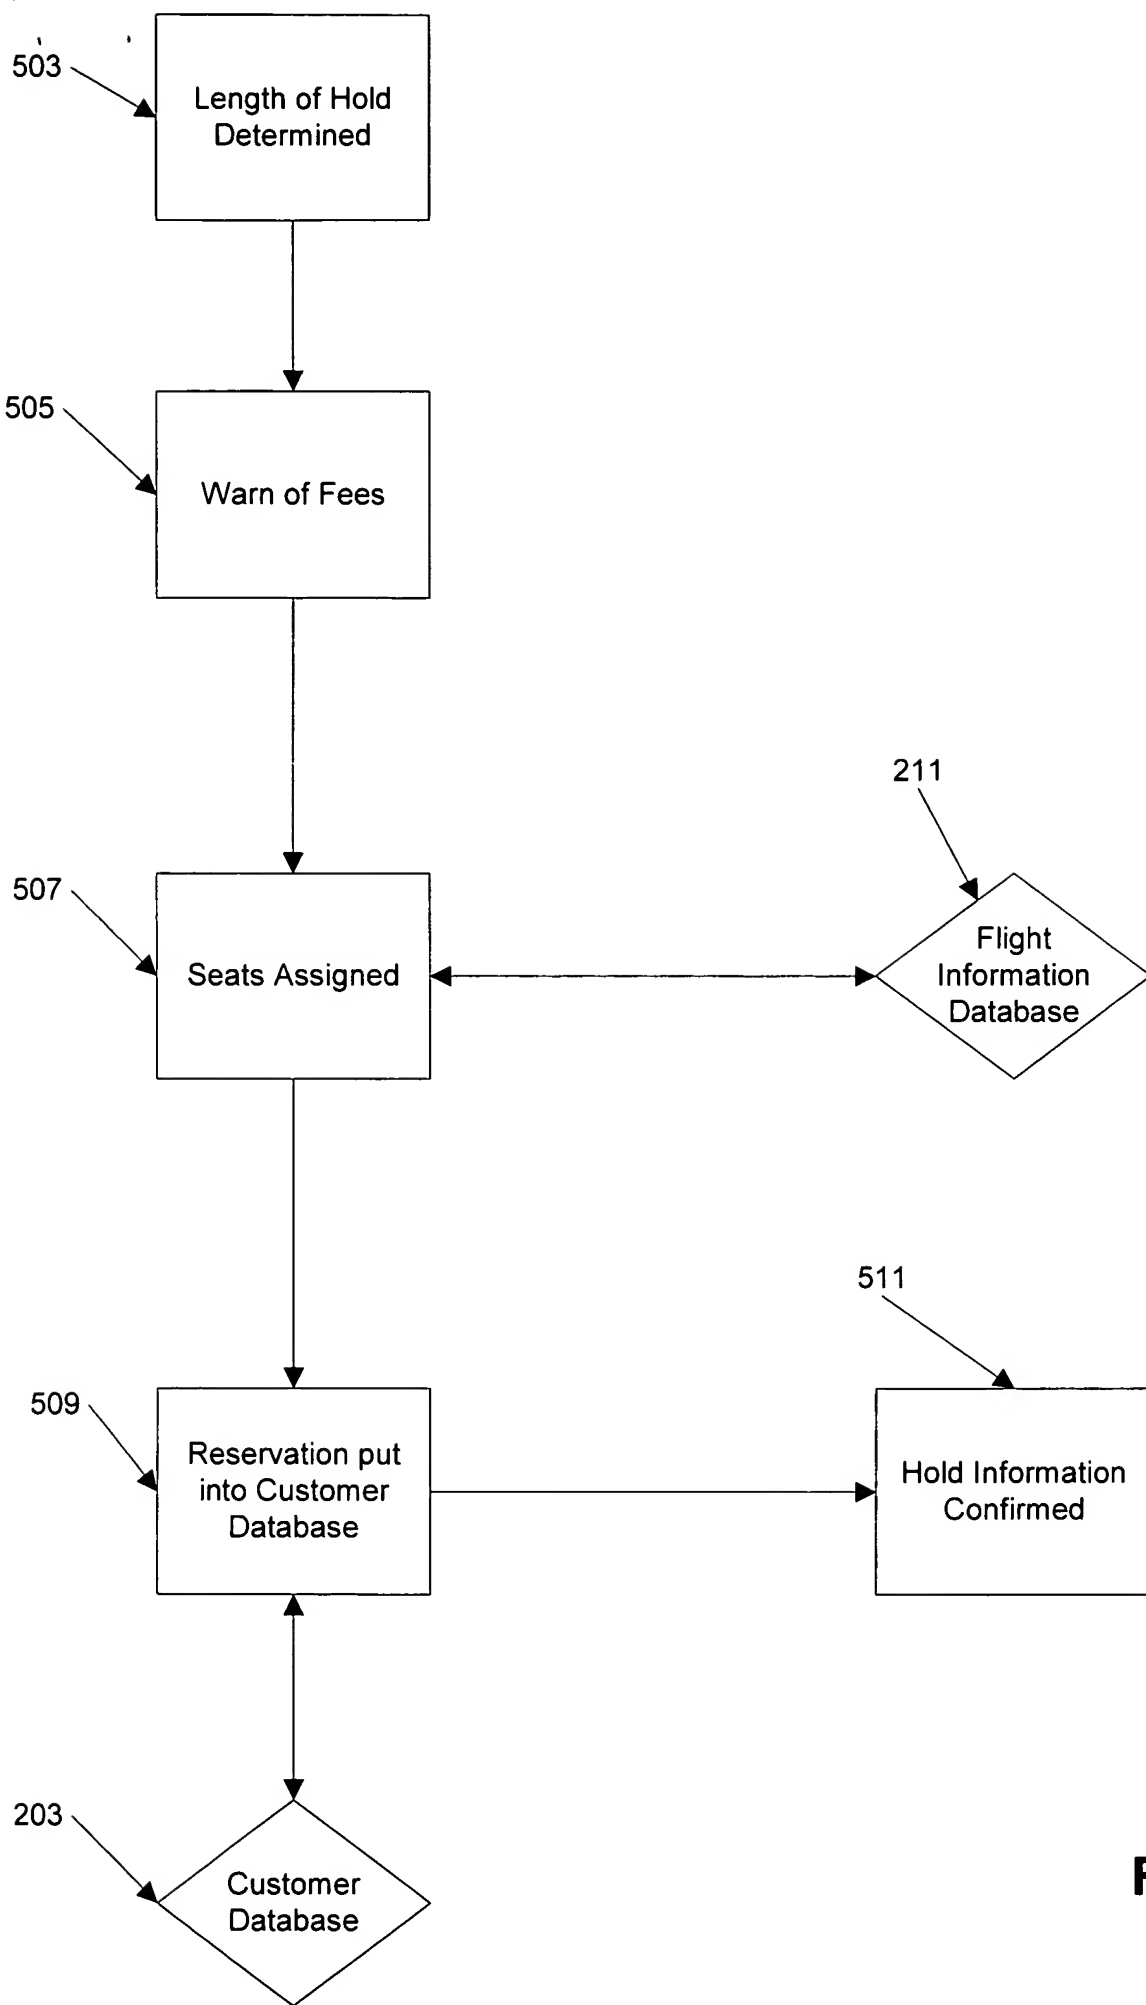 503
Length of Hold
Determined
505
Warn of Fees
211
507
Seats Assigned
Flight
Information
Database
511
509
Reservation put
into Customer
Database
Hold Information
Confirmed
203
Customer
Database
F